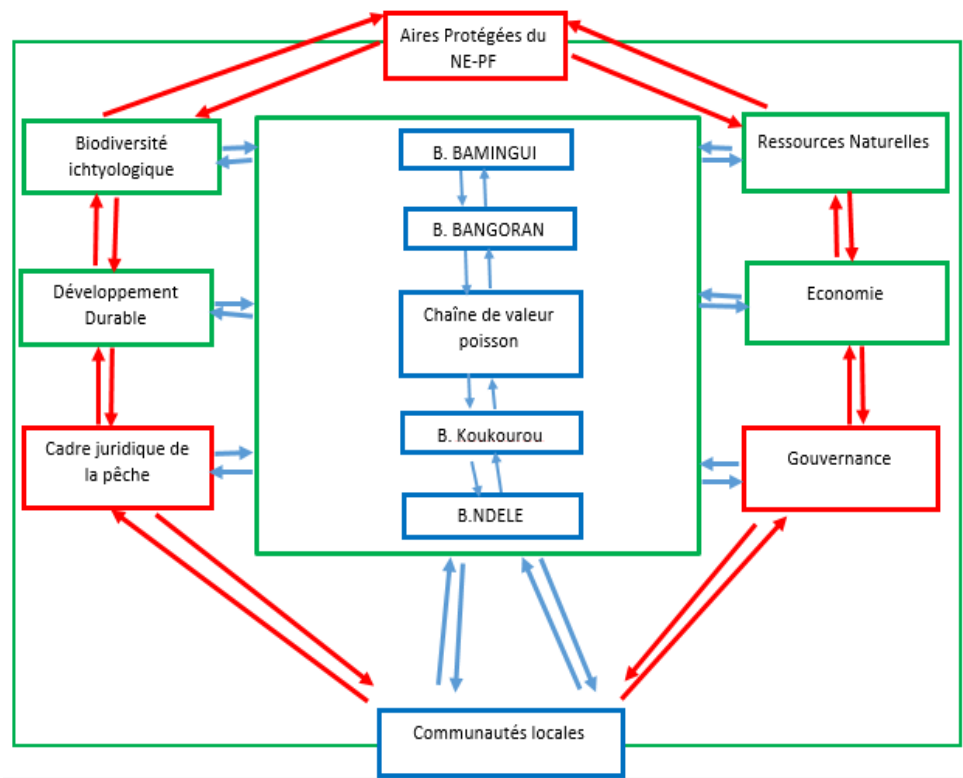 Aires Protégées du
NE-PF
Biodiversité
ichtyologique
B. BAMINGUI
Ressources Naturelles
B. BANGORAN
Développement
Durable
Chaîne de valeur
poisson
Economie
Cadre juridique de
la pêche
B. Koukourou
Gouvernance
B.NDELE
Communautés locales